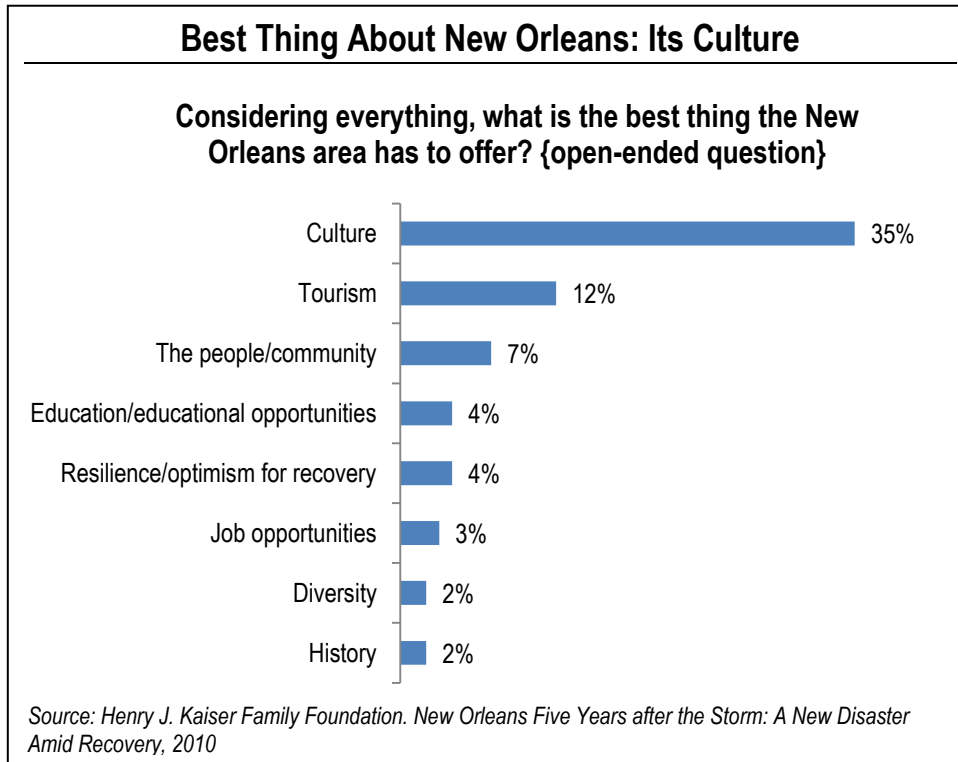 Best Thing About New Orleans: Its Culture
Considering everything, what is the best thing the New
Orleans area has to offer? {open-ended question}
Culture 35%
Tourism 12%
The people/community 7%
Education/educational opportunities 4%
Resilience/optimism for recovery 4%
Job opportunities 3%
Diversity 2%
History 2%
Source: Henry J. Kaiser Family Foundation. New Orleans Five Years after the Storm: A New Disaster
Amid Recovery, 2010